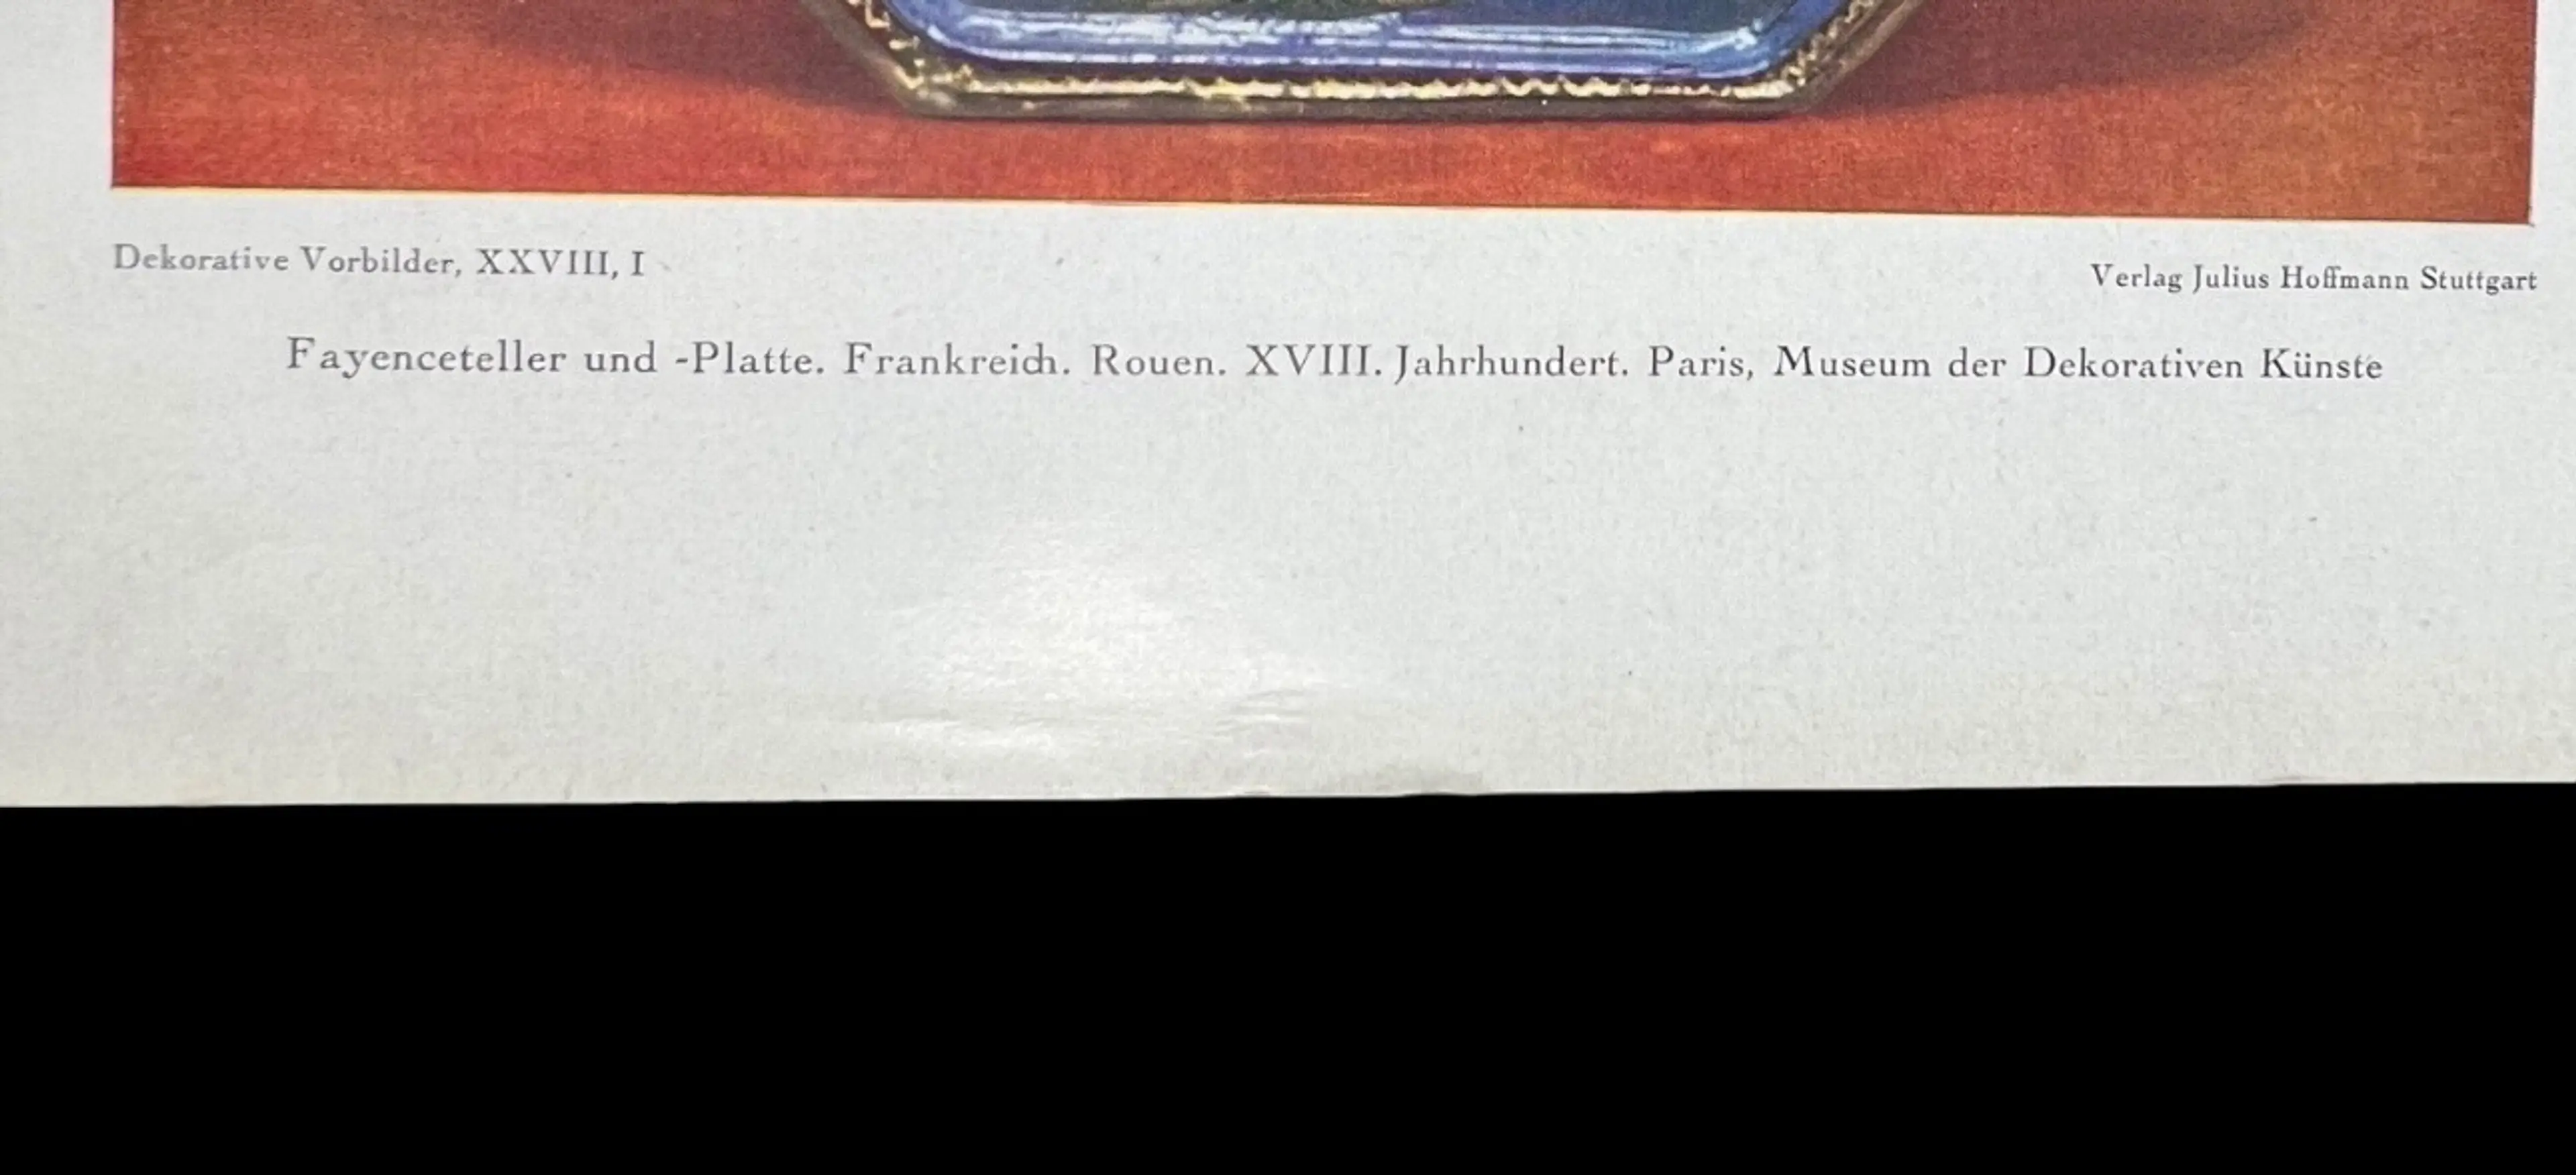 Dekorative Vorbilder, XXVIII, I
Verlag Julius Hoffmann Stuttgart
Fayenceteller und -Platte. Frankreich. Rouen. XVIII. Jahrhundert. Paris, Museum der Dekorativen Künste